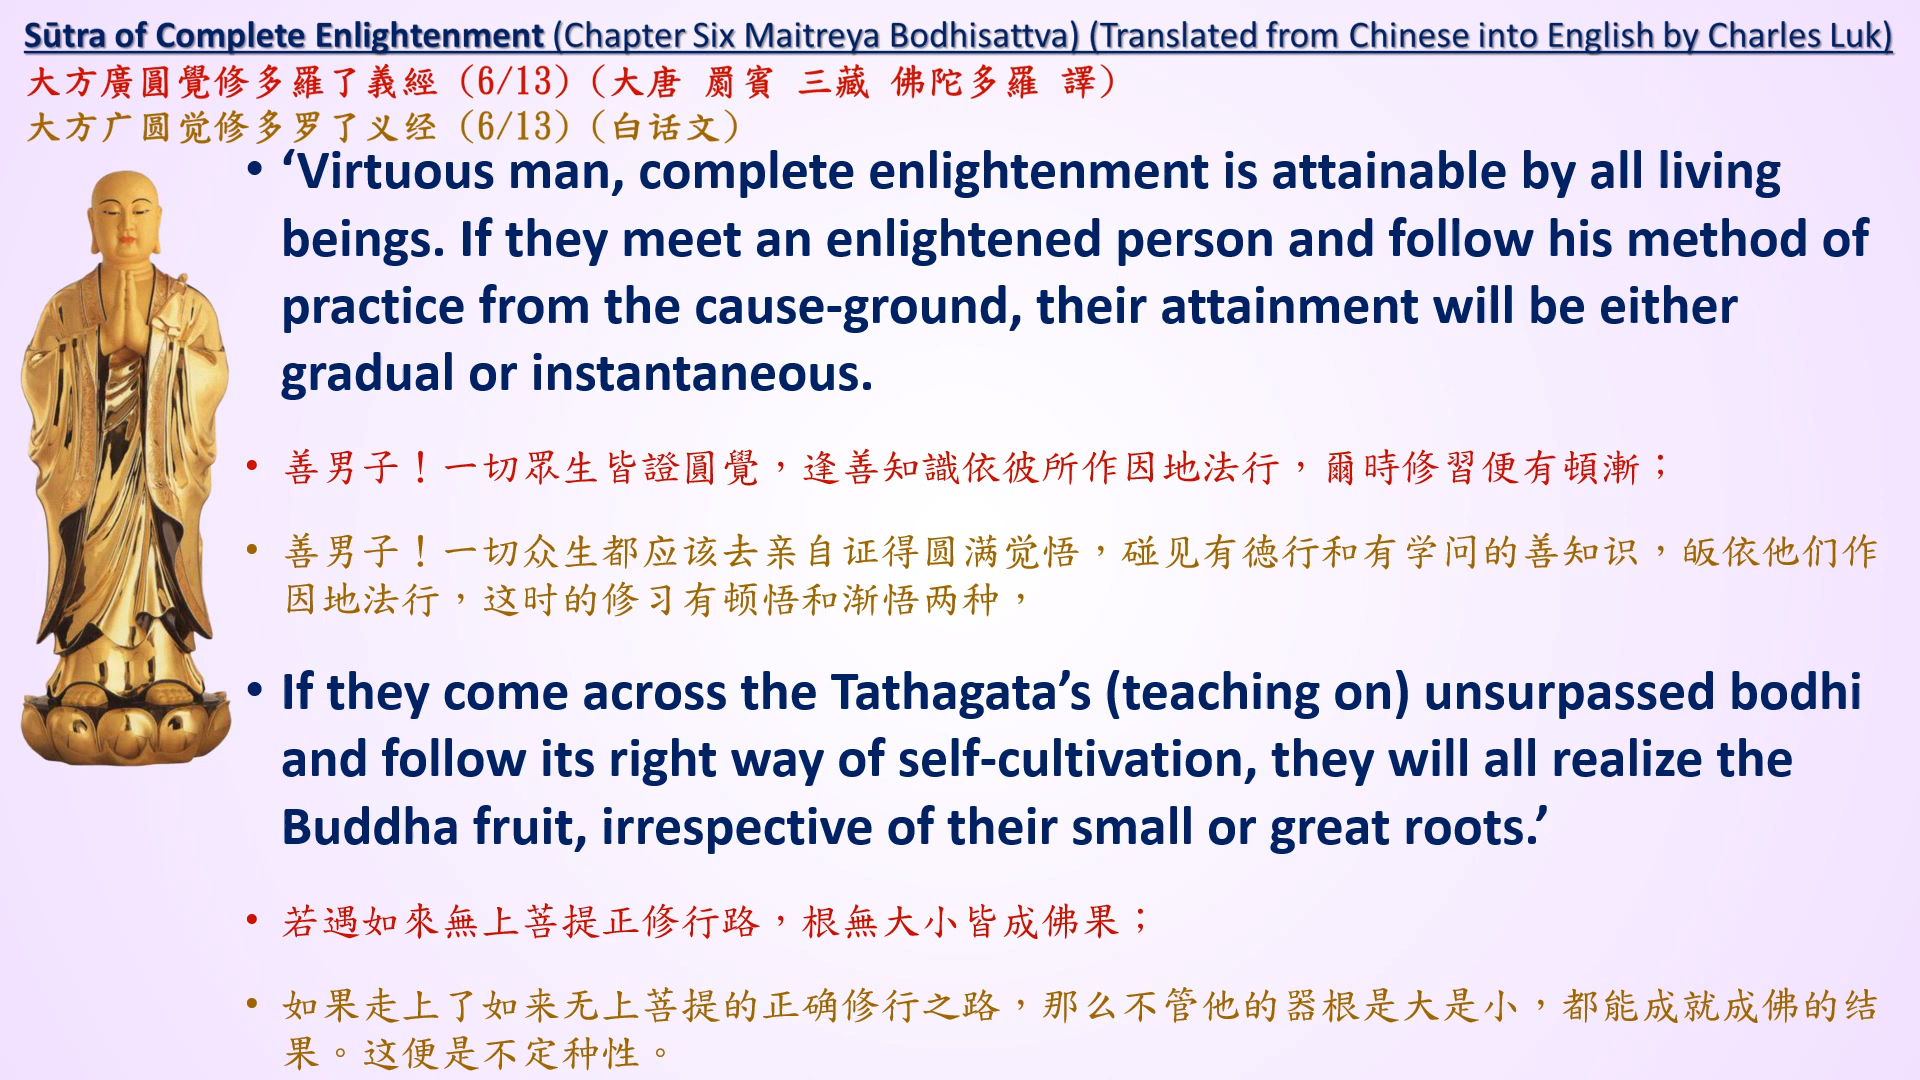 Sūtra of Complete Enlightenment (Chapter Six Maitreya Bodhisattva) (Translated from Chinese into English by Charles Luk)
大方廣圓覺修多羅了義經 (6/13) (大唐 罽賓 三藏 佛陀多羅 譯)
大方广圆觉修多罗了义经 (6/13) (白话文)
• ‘Virtuous man, complete enlightenment is attainable by all living
beings. If they meet an enlightened person and follow his method of
practice from the cause-ground, their attainment will be either
gradual or instantaneous.
• 善男子！一切眾生皆證圓覺，逢善知識依彼所作因地法行，爾時修習便有頓漸；
• 善男子！一切众生都应该去亲自证得圆满觉悟，碰见有德行和有学问的善知识，皈依他们作
因地法行，这时的修习有顿悟和渐悟两种，
• If they come across the Tathagata’s (teaching on) unsurpassed bodhi
and follow its right way of self-cultivation, they will all realize the
Buddha fruit, irrespective of their small or great roots.’
• 若遇如來無上菩提正修行路，根無大小皆成佛果；
• 如果走上了如来无上菩提的正确修行之路，那么不管他的器根是大是小，都能成就成佛的结
果。这便是不定种性。